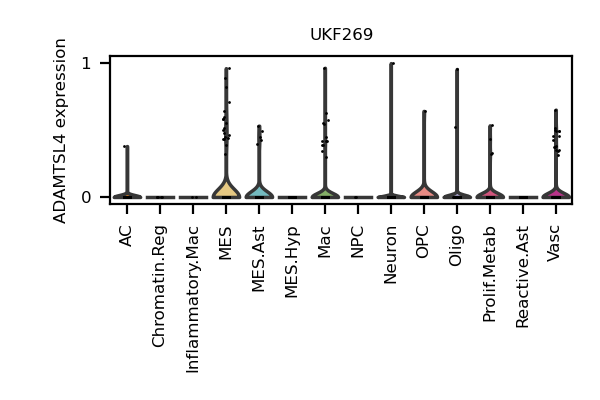 UKF269
ADAMTSL4 expression
1
0
AC
Chromatin.Reg
Inflammatory.Mac
MES
MES.Ast
MES.Hyp
Mac
NPC
Neuron
OPC
Oligo
Prolif.Metab
Reactive.Ast
Vasc